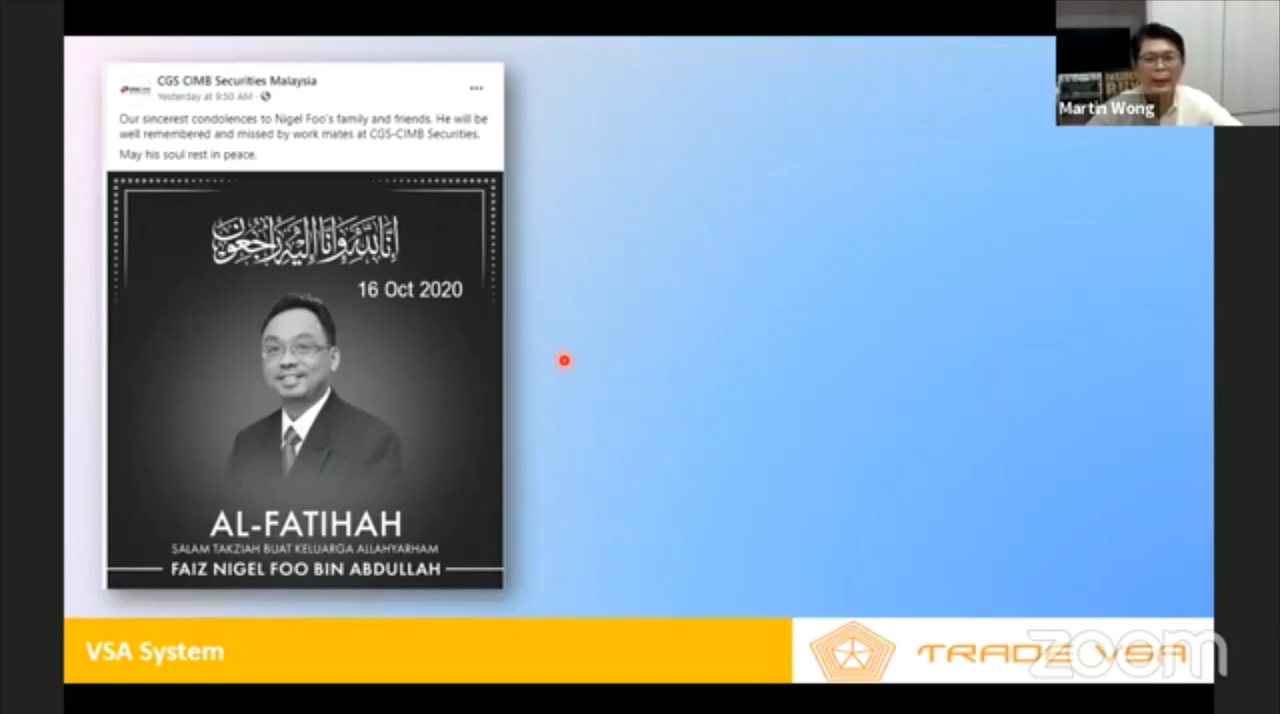 CGS CIMB Securities Malaysia
Yesterday at 9:50 AM ·
Our sincerest condolences to Nigel Foo's family and friends. He will be
well remembered and missed by work mates at CGS-CIMB Securities.
May his soul rest in peace.
إنا لله وإنا إليه راجعون
16 Oct 2020
AL-FATIHAH
SALAM TAKZIAH BUAT KELUARGA ALLAHYARHAM
FAIZ NIGEL FOO BIN ABDULLAH
Martin Wong
VSA System
TRADE VSA
zoom